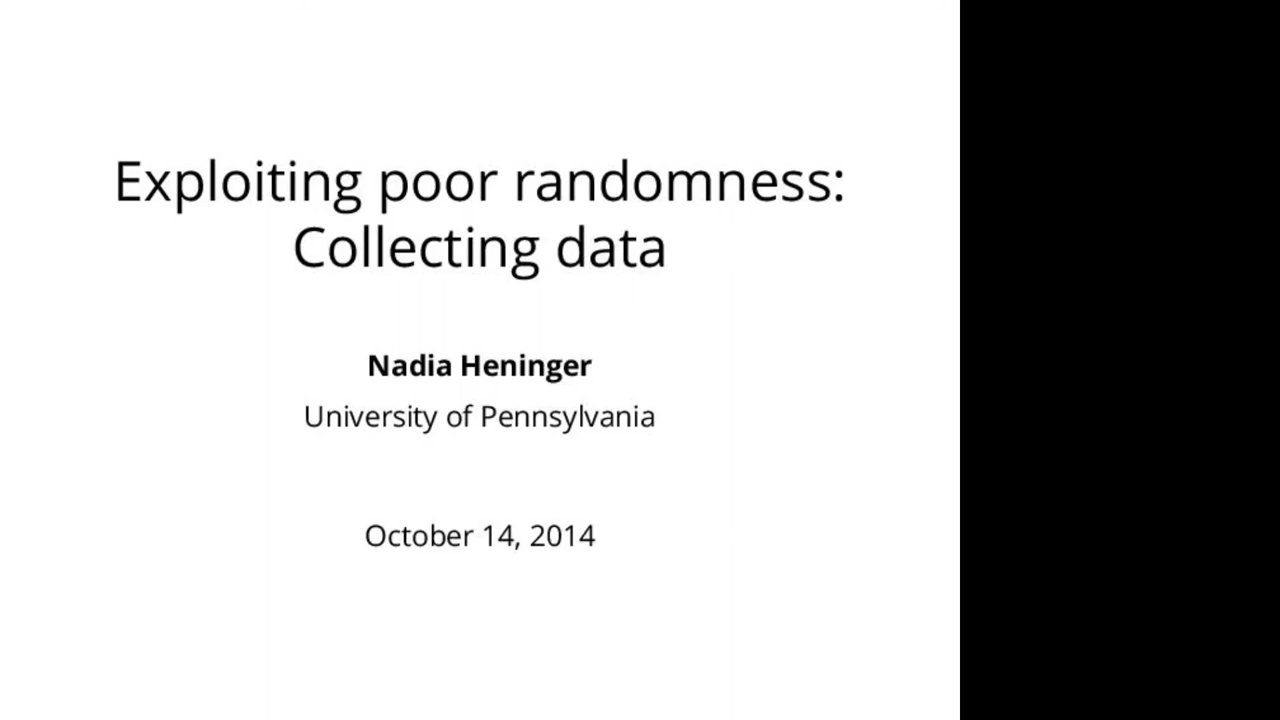 Exploiting poor randomness:
Collecting data
Nadia Heninger
University of Pennsylvania
October 14, 2014